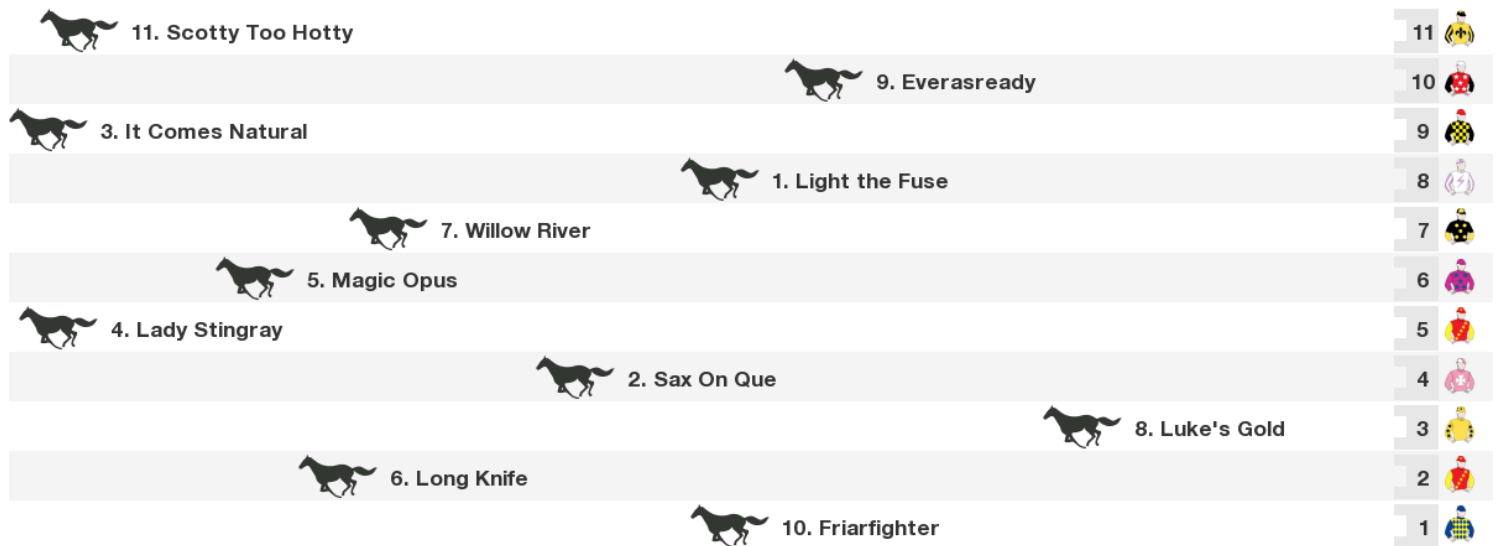 11. Scotty Too Hotty 11
9. Everasready 10
3. It Comes Natural 9
1. Light the Fuse 8
7. Willow River 7
5. Magic Opus 6
4. Lady Stingray 5
2. Sax On Que 4
8. Luke's Gold 3
6. Long Knife 2
10. Friarfighter 1